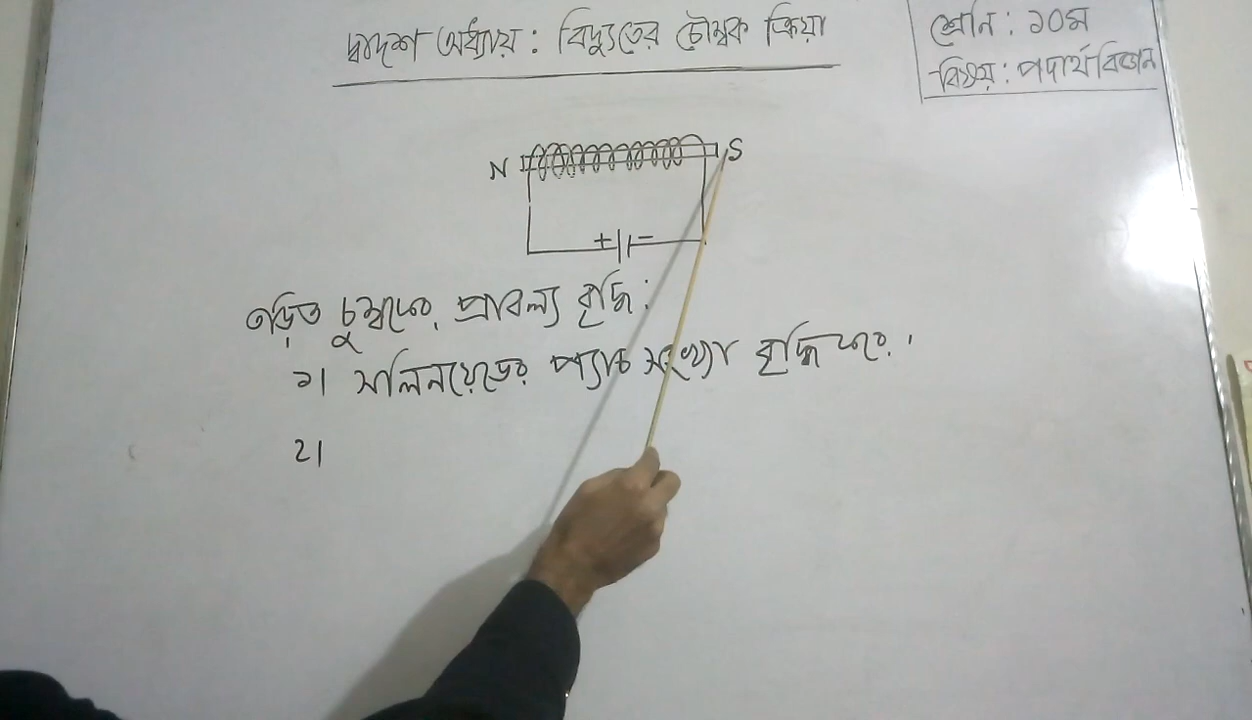 দ্বাদশ অধ্যায় : বিদ্যুতের চৌম্বক ক্রিয়া
শ্রেনি : ১০ম
বিষয় : পদার্থবিজ্ঞান
N S
+ -
তড়িত চুম্বকের প্রাবল্য বৃদ্ধি :
১। সলিনয়েডের প্যাচ সংখ্যা বৃদ্ধি করে।
২।